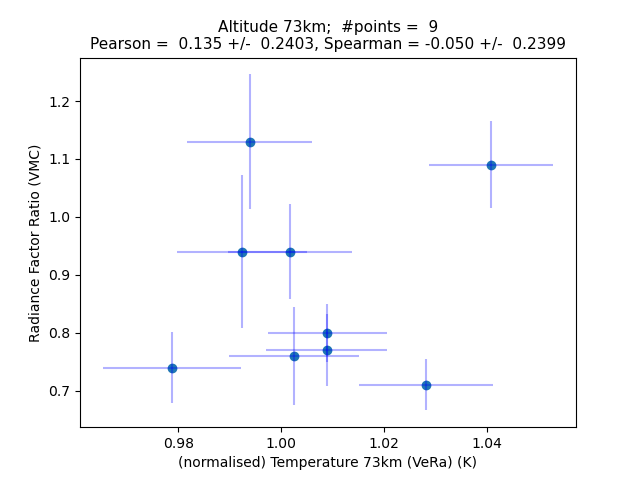 Altitude 73km;  #points =  9
Pearson =  0.135 +/-  0.2403, Spearman = -0.050 +/-  0.2399
1.2
1.1
1.0
0.9
0.8
0.7
Radiance Factor Ratio (VMC)
0.98
1.00
1.02
1.04
(normalised) Temperature 73km (VeRa) (K)